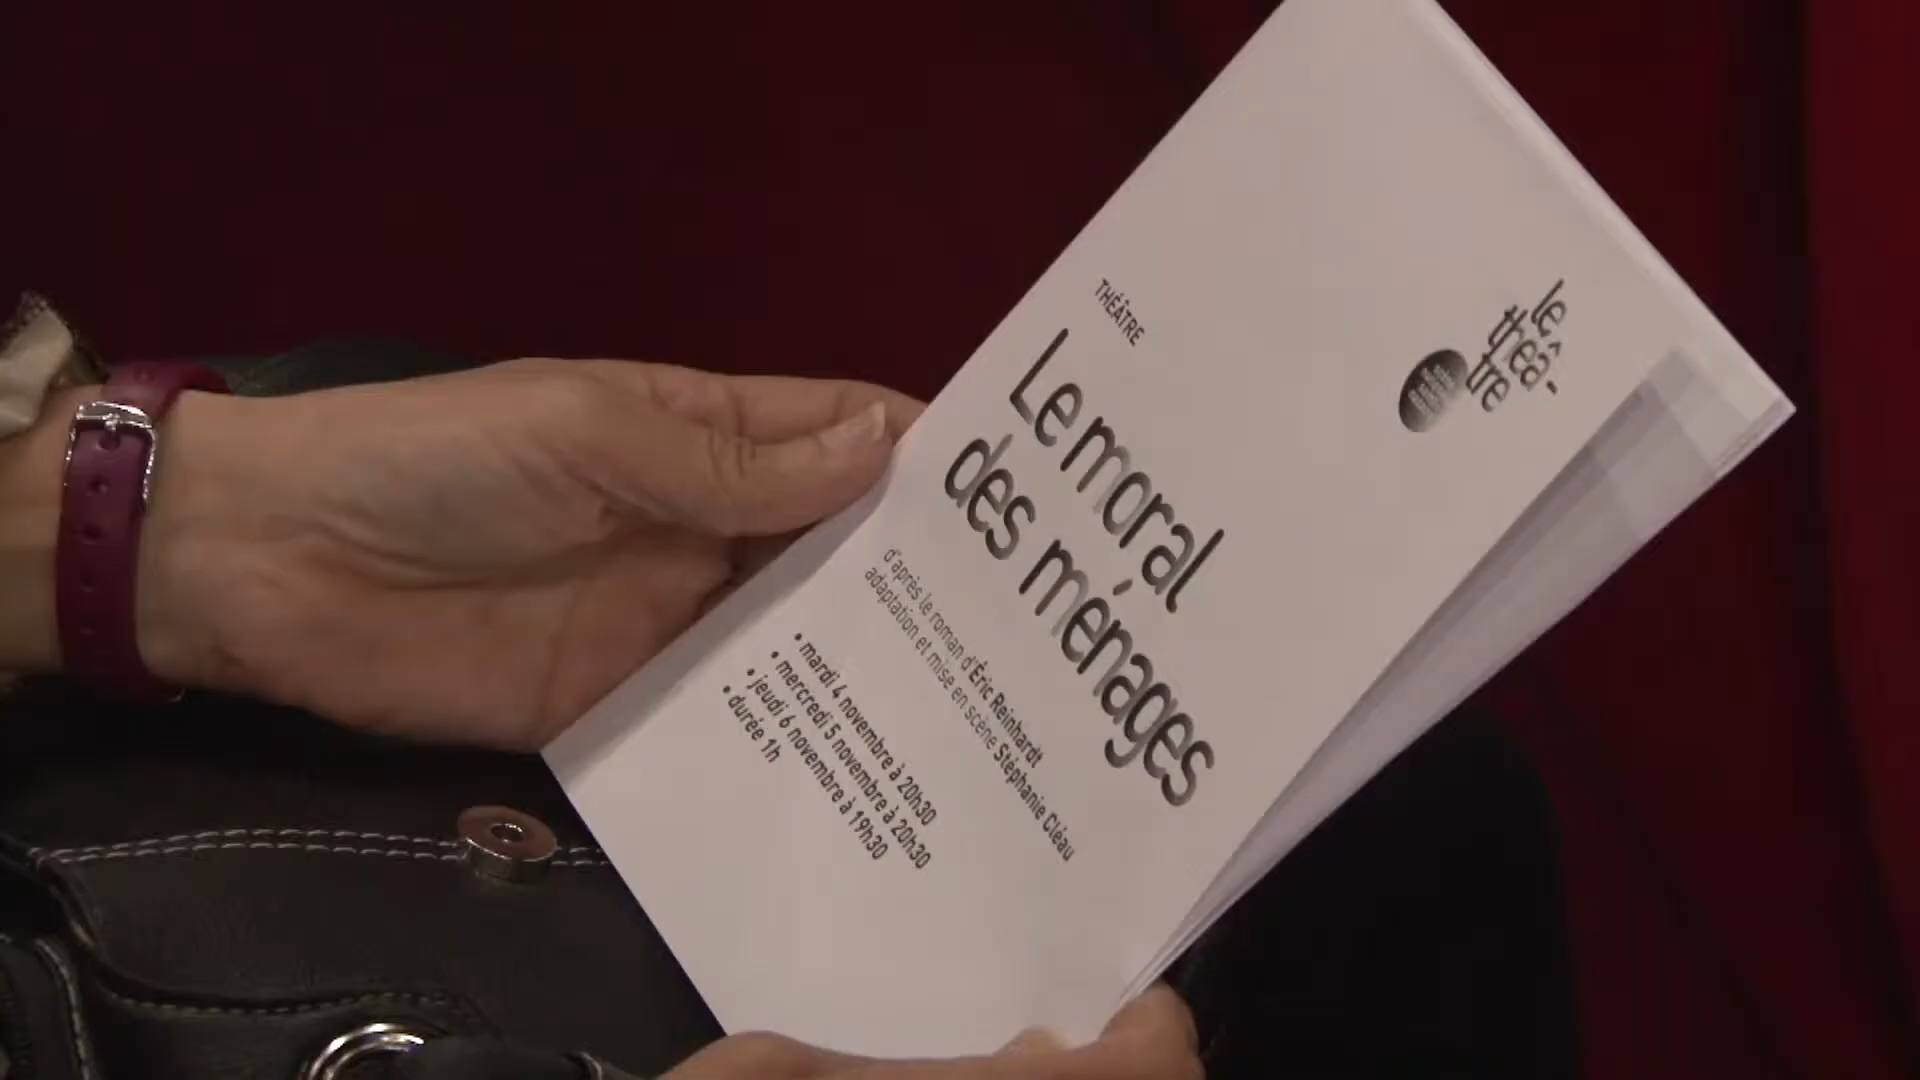 le
théâ-
tre
THÉÂTRE
Le moral
des ménages
d'après le roman d'Éric Reinhardt
adaptation et mise en scène Stéphanie Cléau
• mardi 4 novembre à 20h30
• mercredi 5 novembre à 20h30
• jeudi 6 novembre à 19h30
• durée 1h